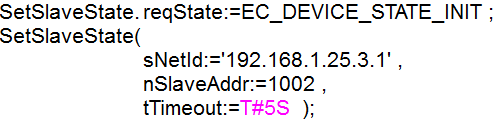 SetSlaveState. reqState:=EC_DEVICE_STATE_INIT ;
SetSlaveState(
sNetId:='192.168.1.25.3.1' ,
nSlaveAddr:=1002 ,
tTimeout:=T#5S );